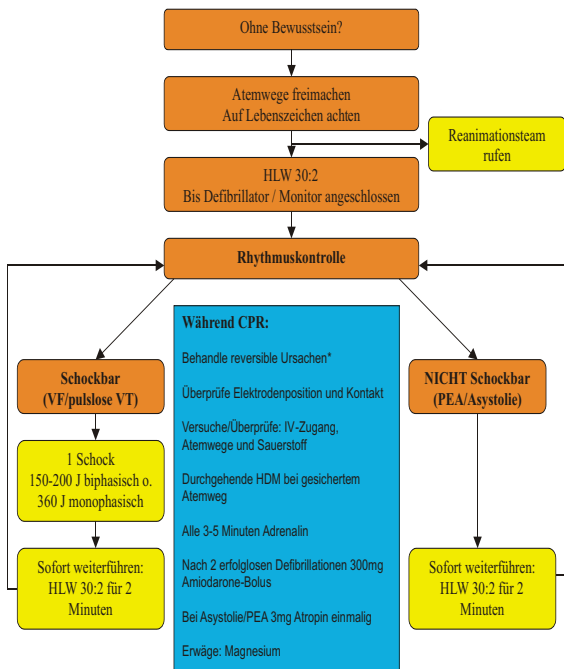 Ohne Bewusstsein?
Atemwege freimachen
Auf Lebenszeichen achten
Reanimationsteam
rufen
HLW 30:2
Bis Defibrillator / Monitor angeschlossen
Rhythmuskontrolle
Schockbar
(VF/pulslose VT)
1 Schock
150-200 J biphasisch o.
360 J monophasisch
Sofort weiterführen:
HLW 30:2 für 2
Minuten
Während CPR:
Behandle reversible Ursachen*
Überprüfe Elektrodenposition und Kontakt
Versuche/Überprüfe: IV-Zugang,
Atemwege und Sauerstoff
Durchgehende HDM bei gesichertem
Atemweg
Alle 3-5 Minuten Adrenalin
Nach 2 erfoglosen Defibrillationen 300mg
Amiodarone-Bolus
Bei Asystolie/PEA 3mg Atropin einmalig
Erwäge: Magnesium
NICHT Schockbar
(PEA/Asystolie)
Sofort weiterführen:
HLW 30:2 für 2
Minuten